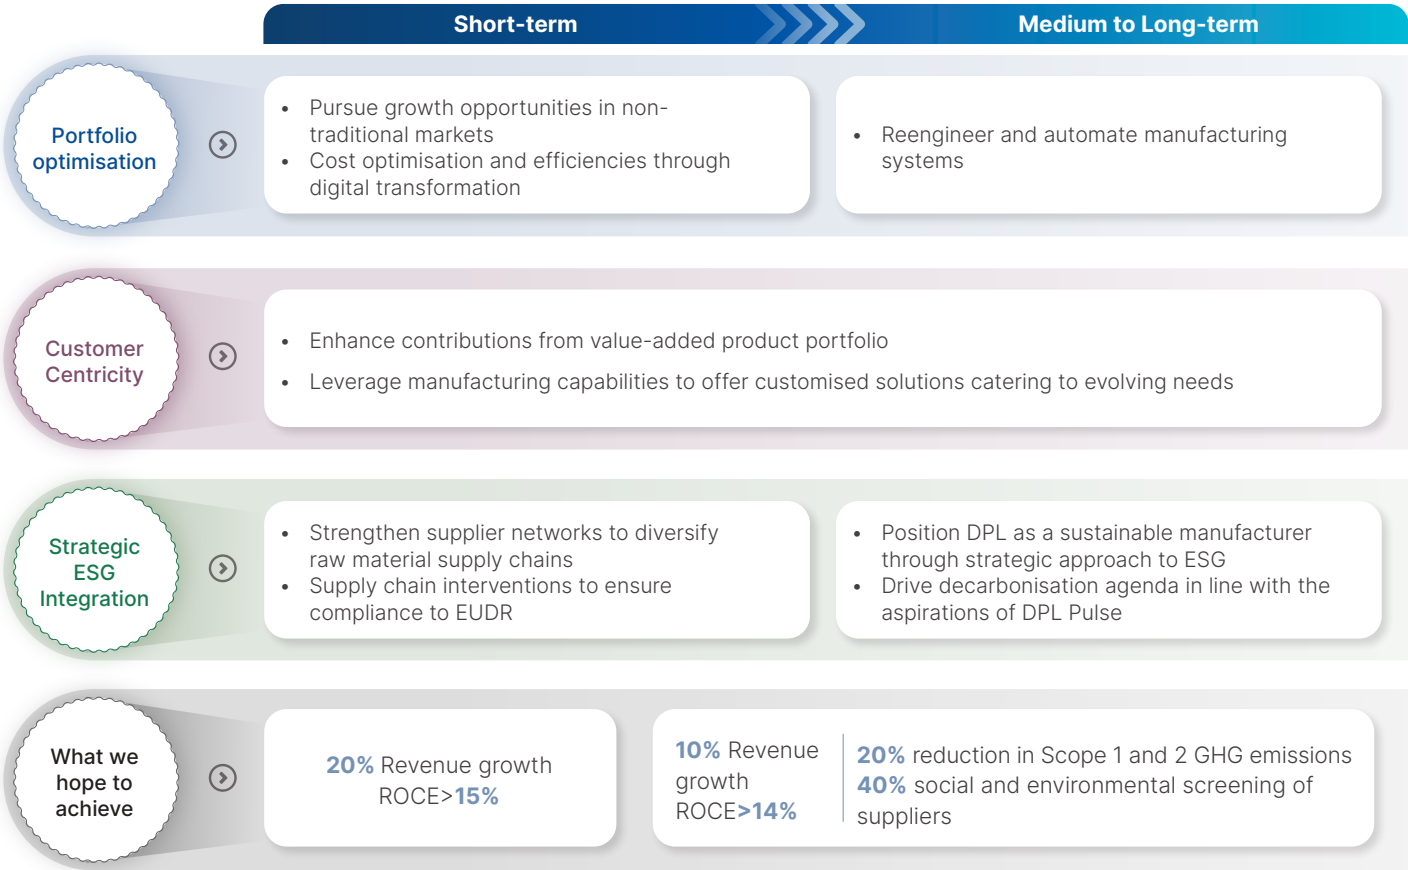 Short-term
Medium to Long-term
Portfolio
optimisation
• Pursue growth opportunities in non-
traditional markets
• Cost optimisation and efficiencies through
digital transformation
• Reengineer and automate manufacturing
systems
Customer
Centricity
• Enhance contributions from value-added product portfolio
• Leverage manufacturing capabilities to offer customised solutions catering to evolving needs
Strategic
ESG
Integration
• Strengthen supplier networks to diversify
raw material supply chains
• Supply chain interventions to ensure
compliance to EUDR
• Position DPL as a sustainable manufacturer
through strategic approach to ESG
• Drive decarbonisation agenda in line with the
aspirations of DPL Pulse
What we
hope to
achieve
20% Revenue growth
ROCE>15%
10% Revenue
growth
ROCE>14%
20% reduction in Scope 1 and 2 GHG emissions
40% social and environmental screening of
suppliers